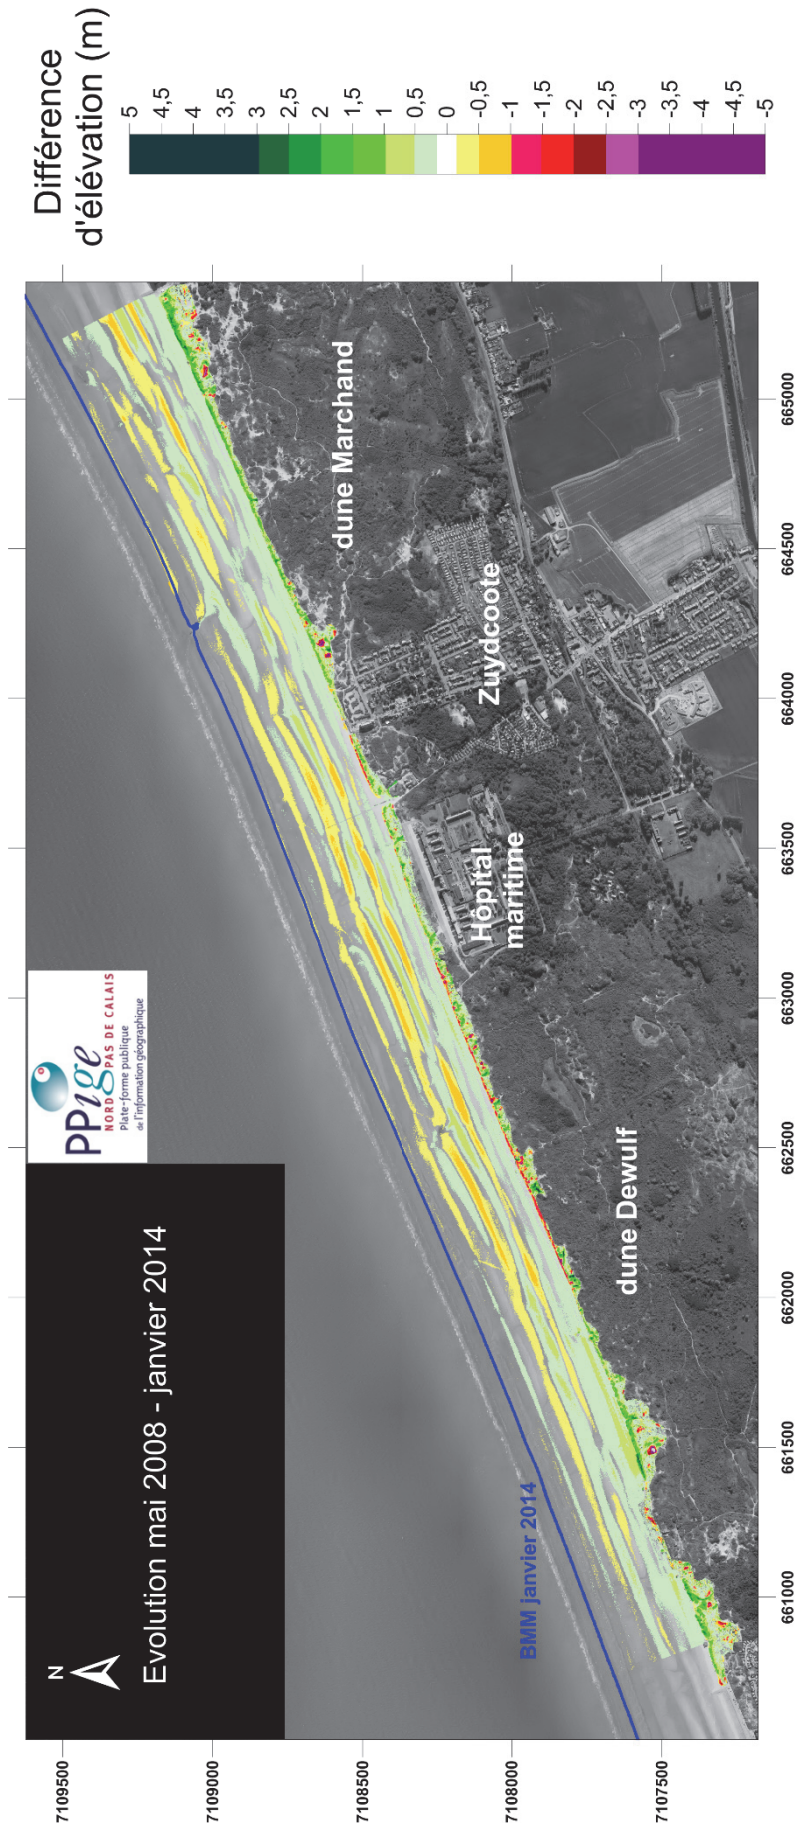 Différence
d'élévation (m)
5
4,5
4
3,5
3
2,5
2
1,5
1
0,5
0
-0,5
-1
-1,5
-2
-2,5
-3
-3,5
-4
-4,5
-5
N
Evolution mai 2008 - janvier 2014
PPige
NORD PAS DE CALAIS
Plate-forme publique
de l'information géographique
BMM janvier 2014
dune Dewulf
Hôpital
maritime
Zuydcoote
dune Marchand
7109500
7109000
7108500
7108000
7107500
661000
661500
662000
662500
663000
663500
664000
664500
665000